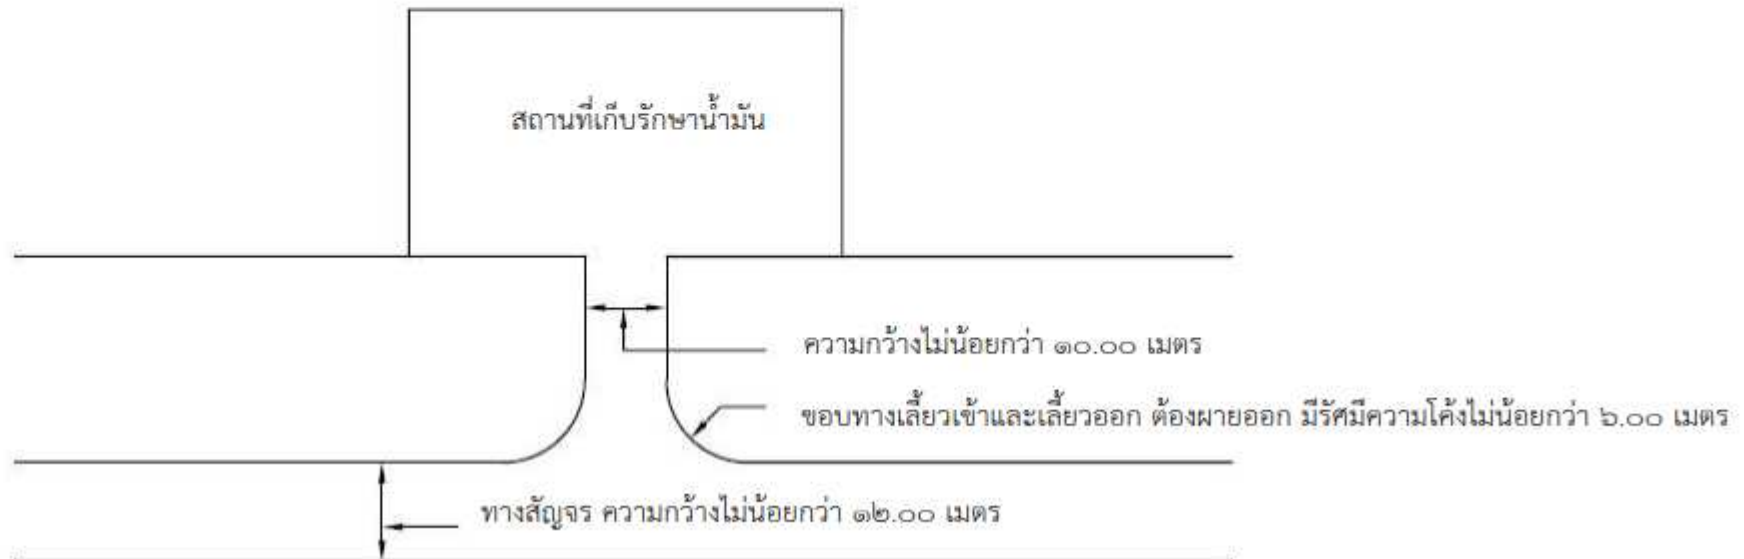 สถานที่เก็บรักษาน้ำมัน
ความกว้างไม่น้อยกว่า ๑๐.๐๐ เมตร
ขอบทางเลี้ยวเข้าและเลี้ยวออก ต้องผายออก มีรัศมีความโค้งไม่น้อยกว่า ๖.๐๐ เมตร
ทางสัญจร ความกว้างไม่น้อยกว่า ๑๒.๐๐ เมตร